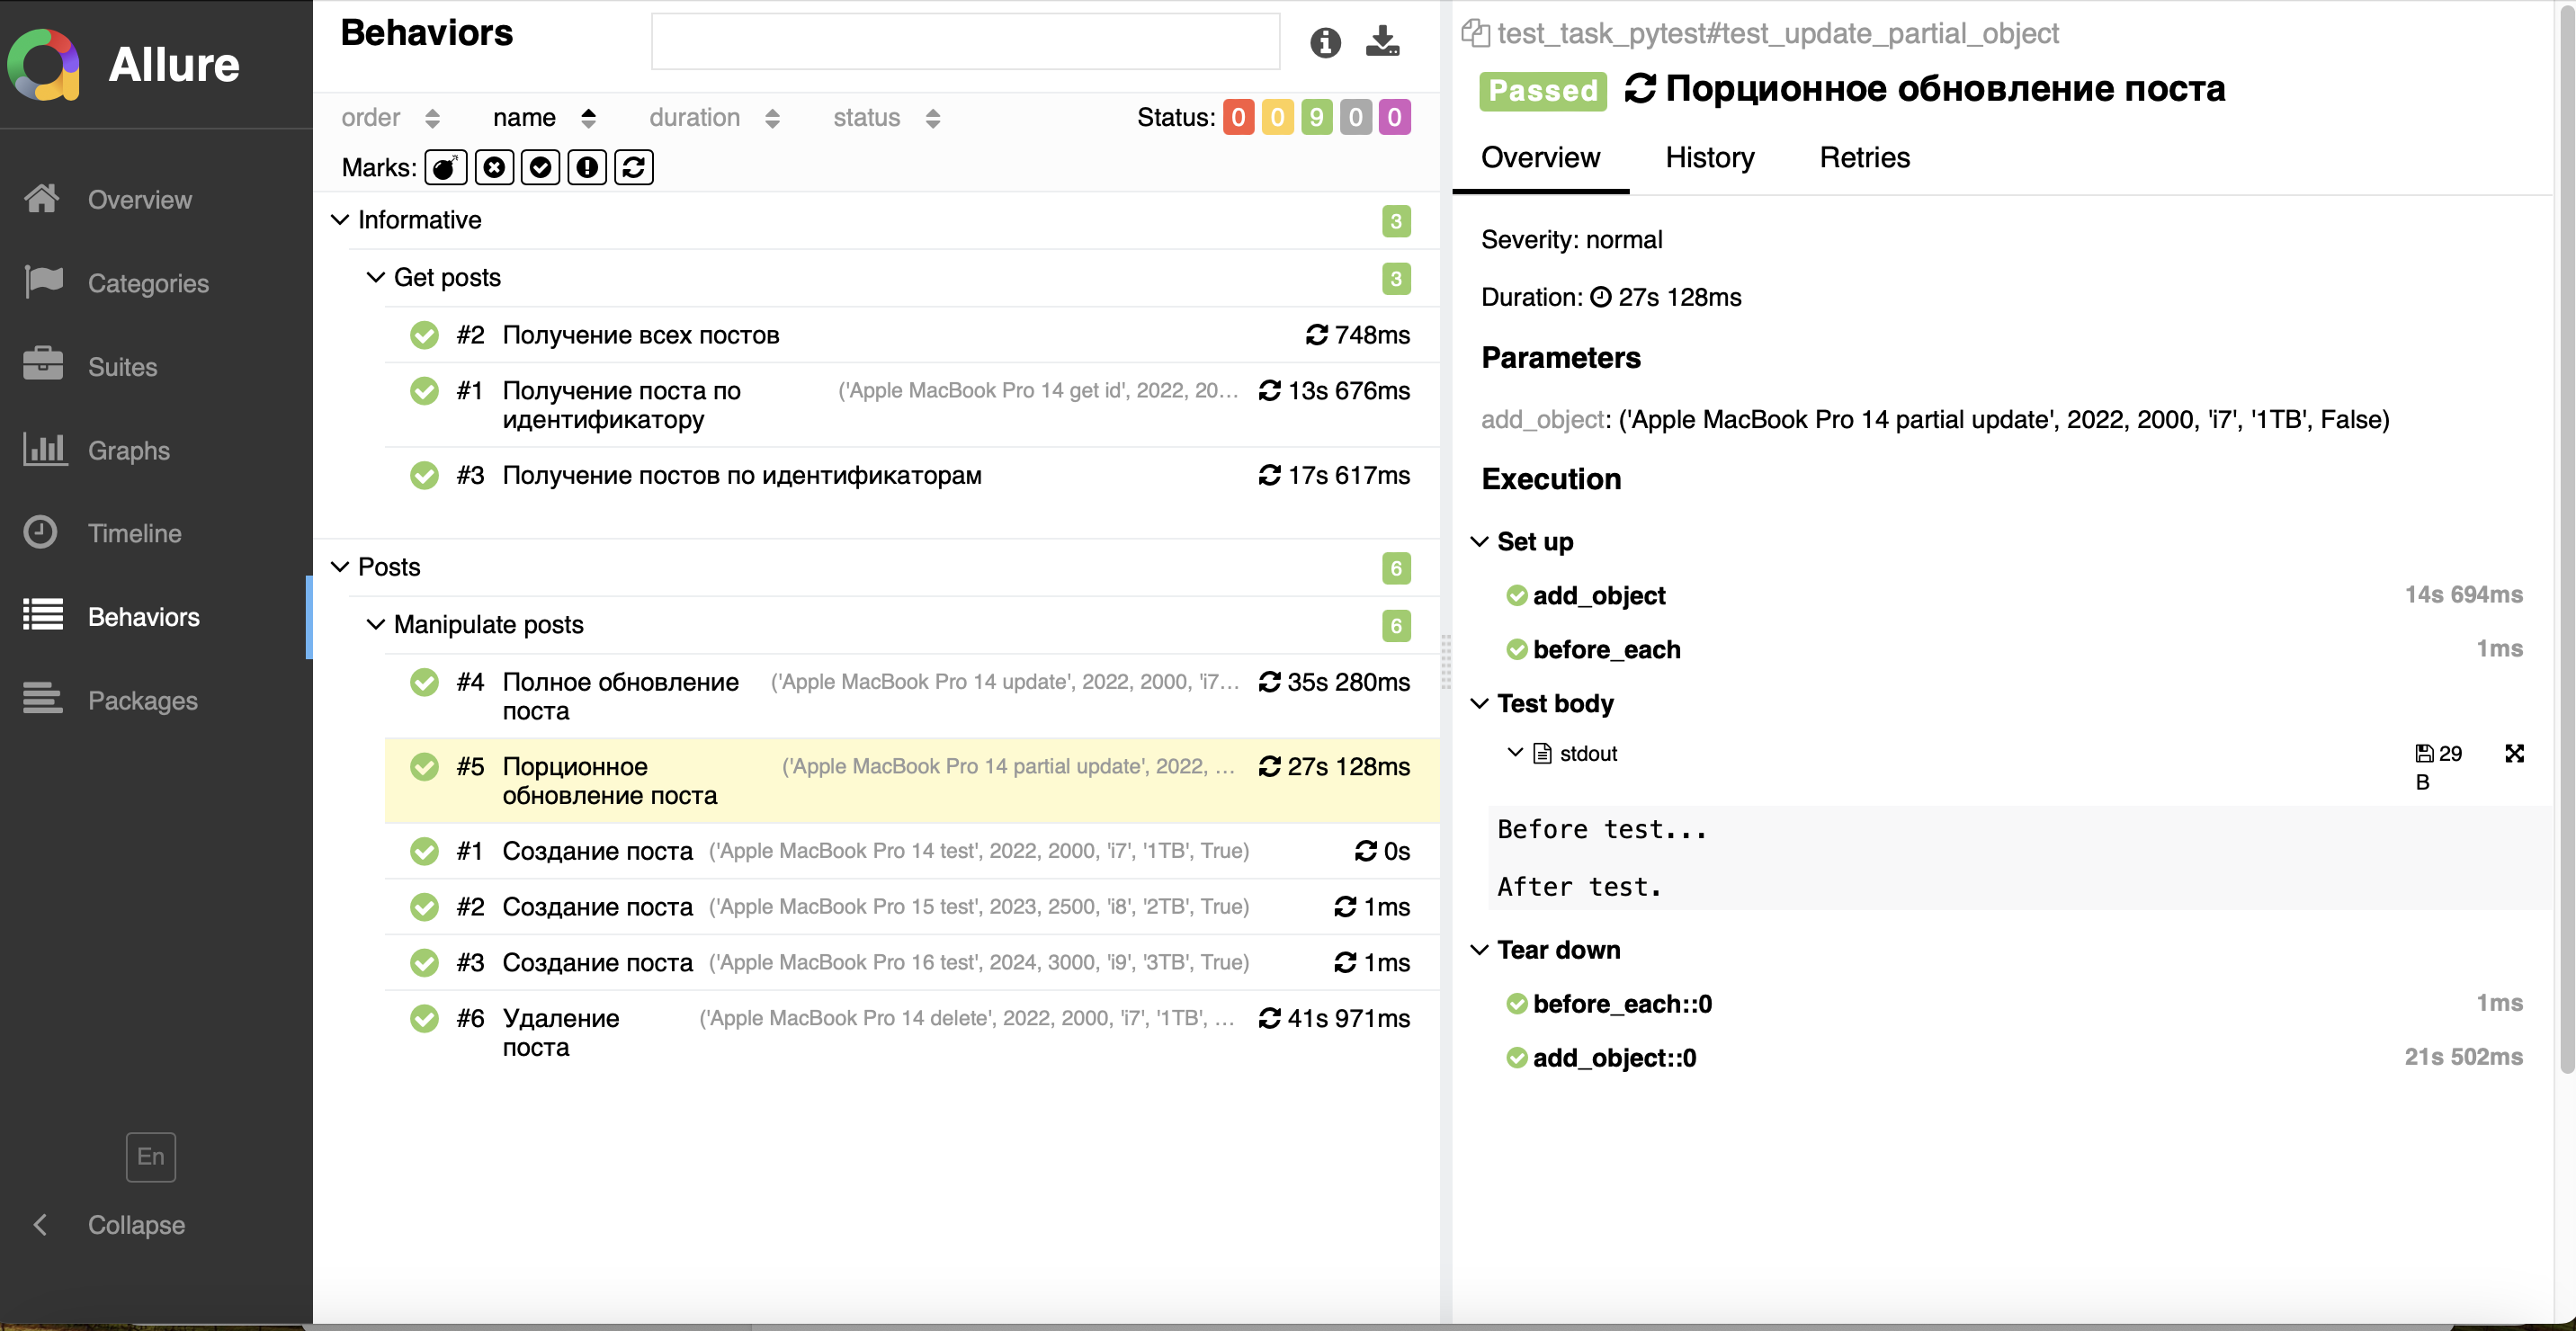 Allure
Overview
Categories
Suites
Graphs
Timeline
Behaviors
Packages
En
Collapse
Behaviors
order name duration status Status: 0 0 9 0 0
Marks:
Informative 3
Get posts 3
#2 Получение всех постов 748ms
#1 Получение поста по ('Apple MacBook Pro 14 get id', 2022, 20... 13s 676ms
идентификатору
#3 Получение постов по идентификаторам 17s 617ms
Posts 6
Manipulate posts 6
#4 Полное обновление ('Apple MacBook Pro 14 update', 2022, 2000, 'i7... 35s 280ms
поста
#5 Порционное ('Apple MacBook Pro 14 partial update', 2022, ... 27s 128ms
обновление поста
#1 Создание поста ('Apple MacBook Pro 14 test', 2022, 2000, 'i7', '1TB', True) 0s
#2 Создание поста ('Apple MacBook Pro 15 test', 2023, 2500, 'i8', '2TB', True) 1ms
#3 Создание поста ('Apple MacBook Pro 16 test', 2024, 3000, 'i9', '3TB', True) 1ms
#6 Удаление ('Apple MacBook Pro 14 delete', 2022, 2000, 'i7', '1TB', ... 41s 971ms
поста
test_task_pytest#test_update_partial_object
Passed Порционное обновление поста
Overview History Retries
Severity: normal
Duration: 27s 128ms
Parameters
add_object: ('Apple MacBook Pro 14 partial update', 2022, 2000, 'i7', '1TB', False)
Execution
Set up
add_object 14s 694ms
before_each 1ms
Test body
stdout 29
B
Before test...
After test.
Tear down
before_each::0 1ms
add_object::0 21s 502ms